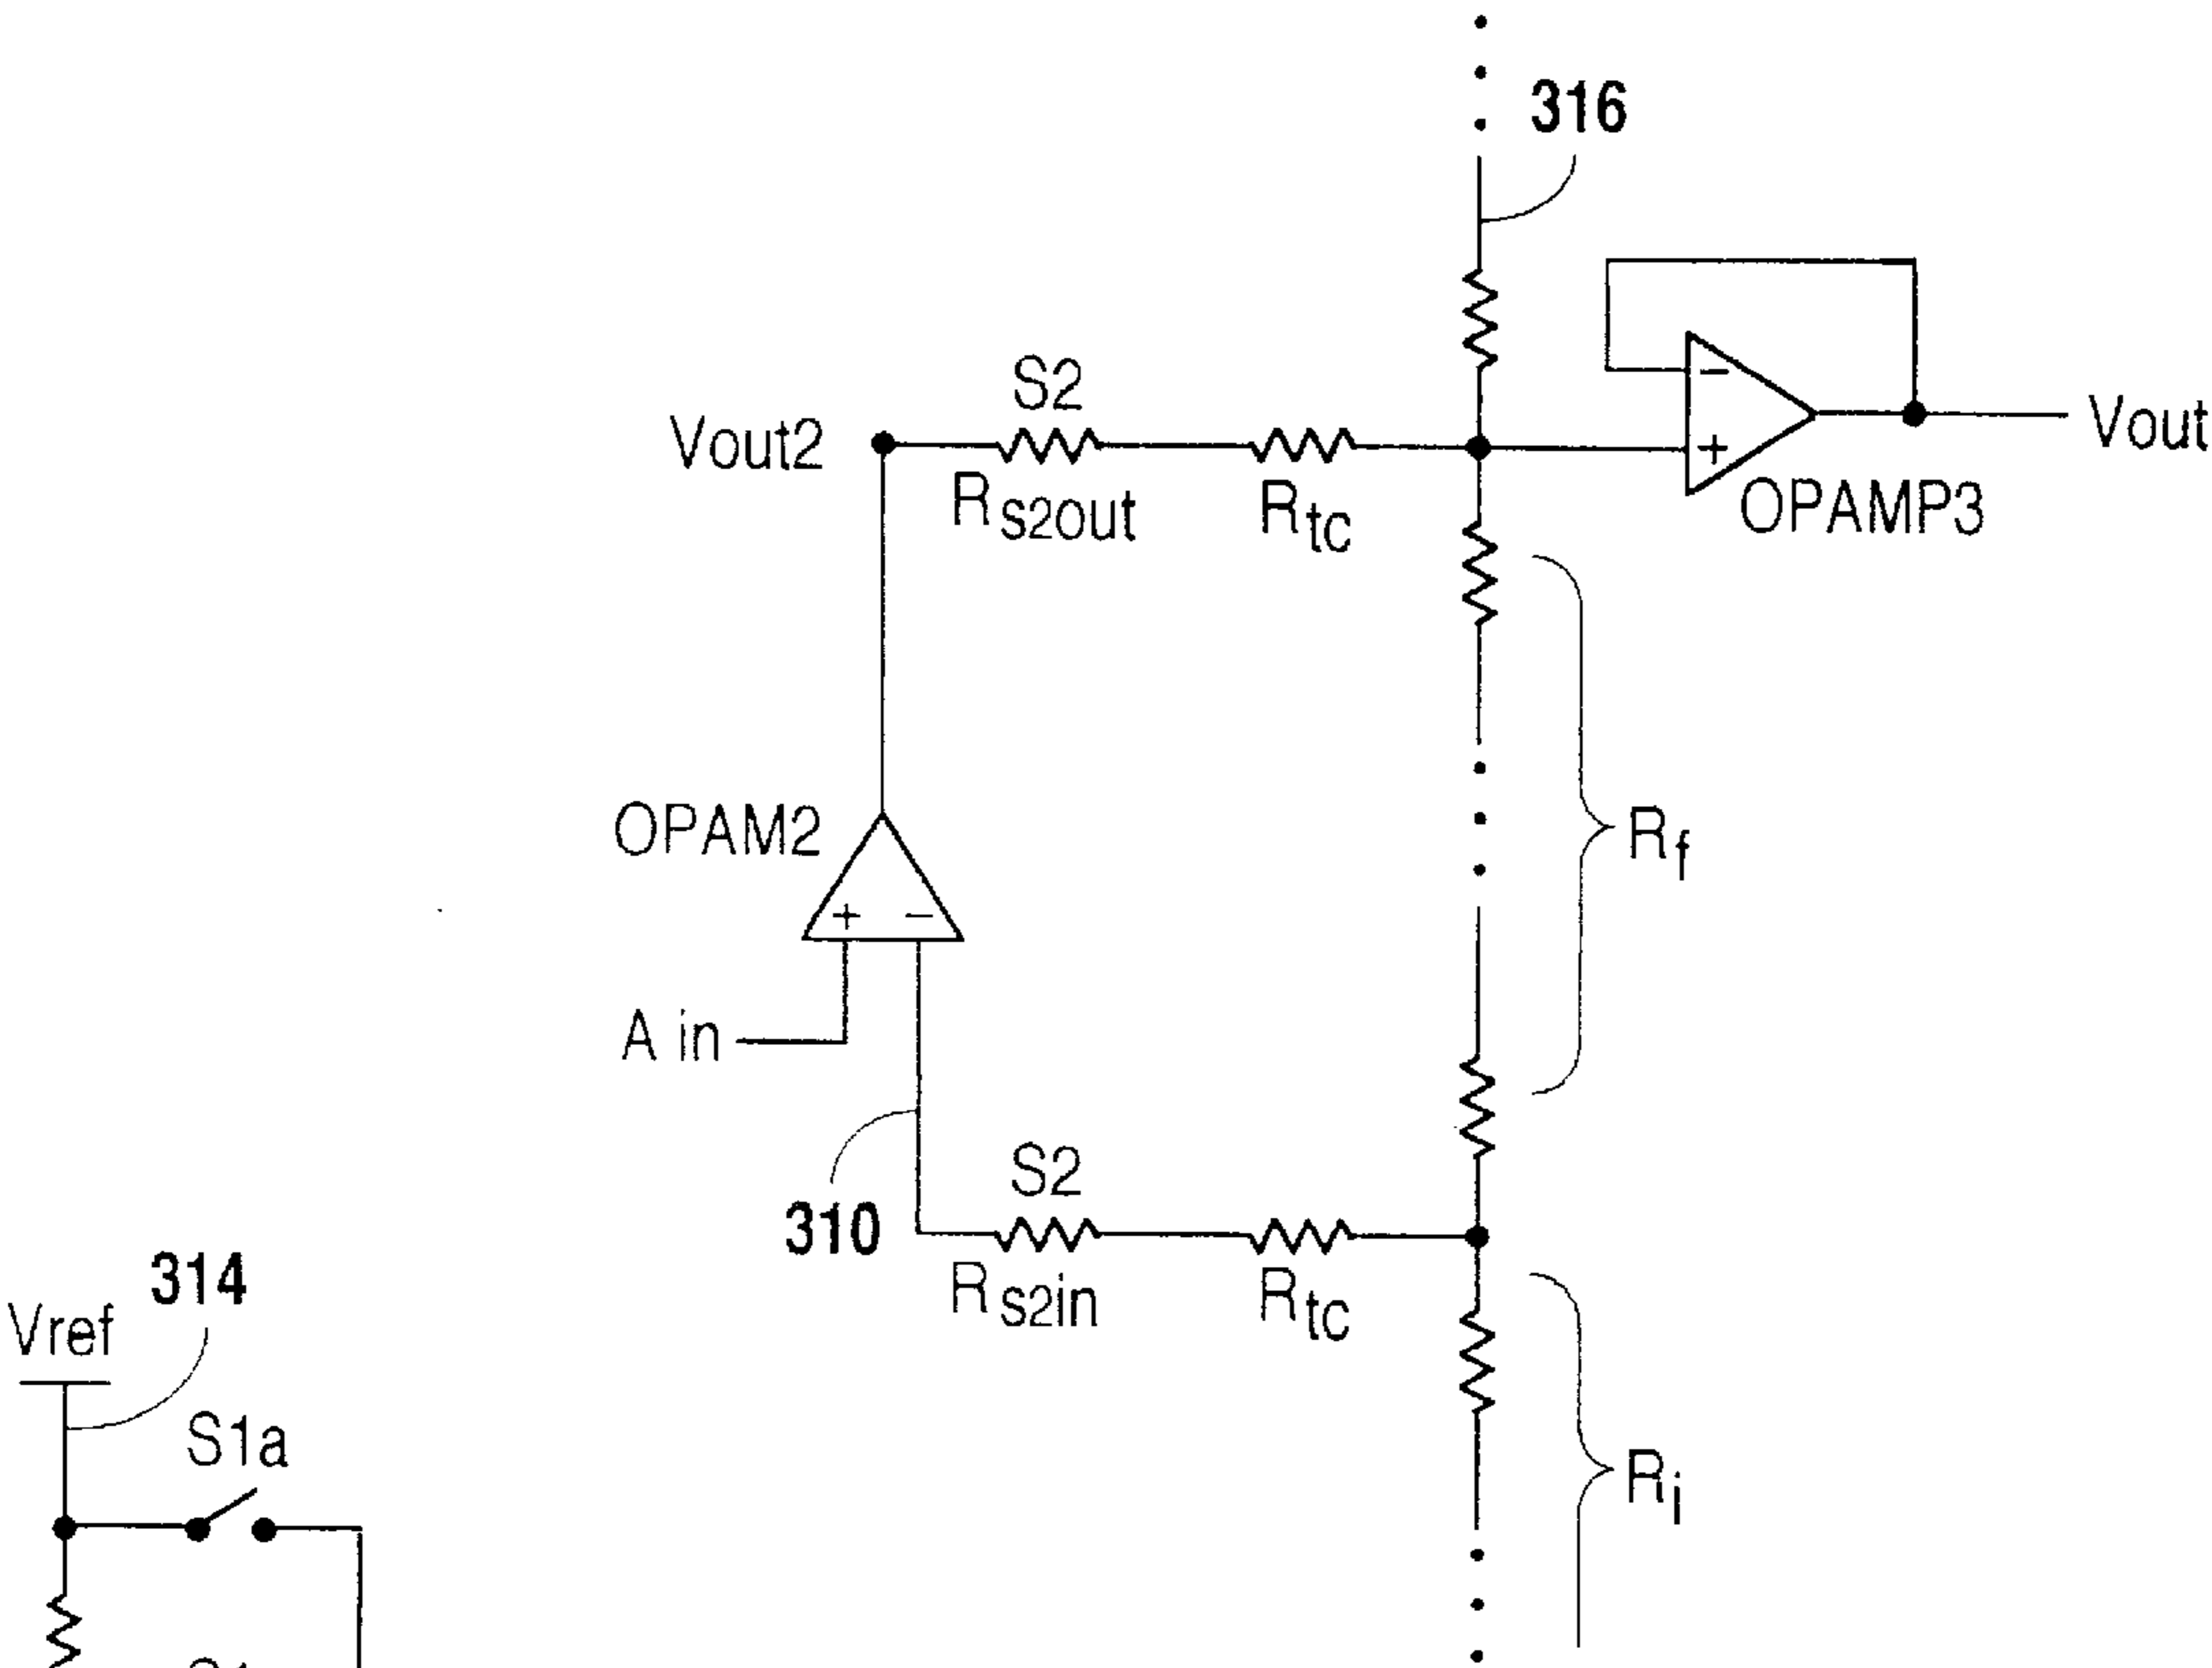 316
S2
Vout2
Rs2out
Rtc
−
+
Vout
OPAMP3
OPAM2
+ −
Rf
A in
310
S2
Rs2in
Rtc
314
Vref
S1a
Ri